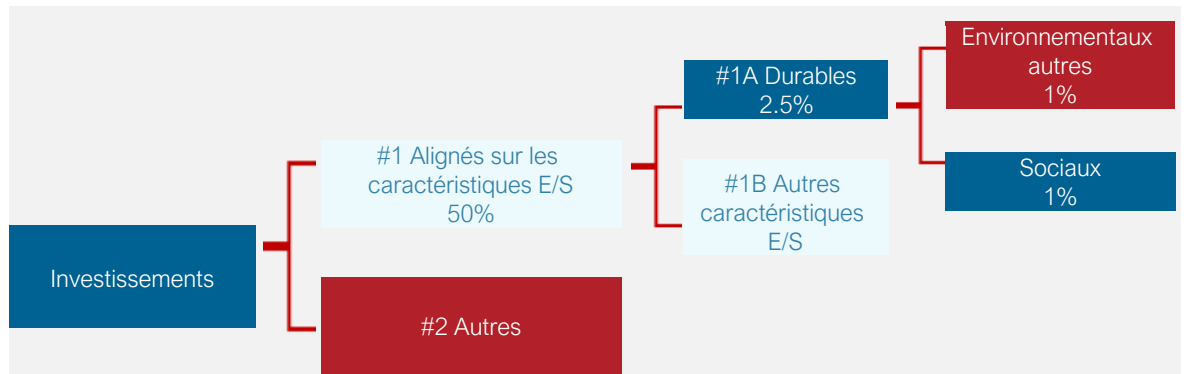 Investissements
#1 Alignés sur les
caractéristiques E/S
50%
#2 Autres
#1A Durables
2.5%
#1B Autres
caractéristiques
E/S
Environnementaux
autres
1%
Sociaux
1%